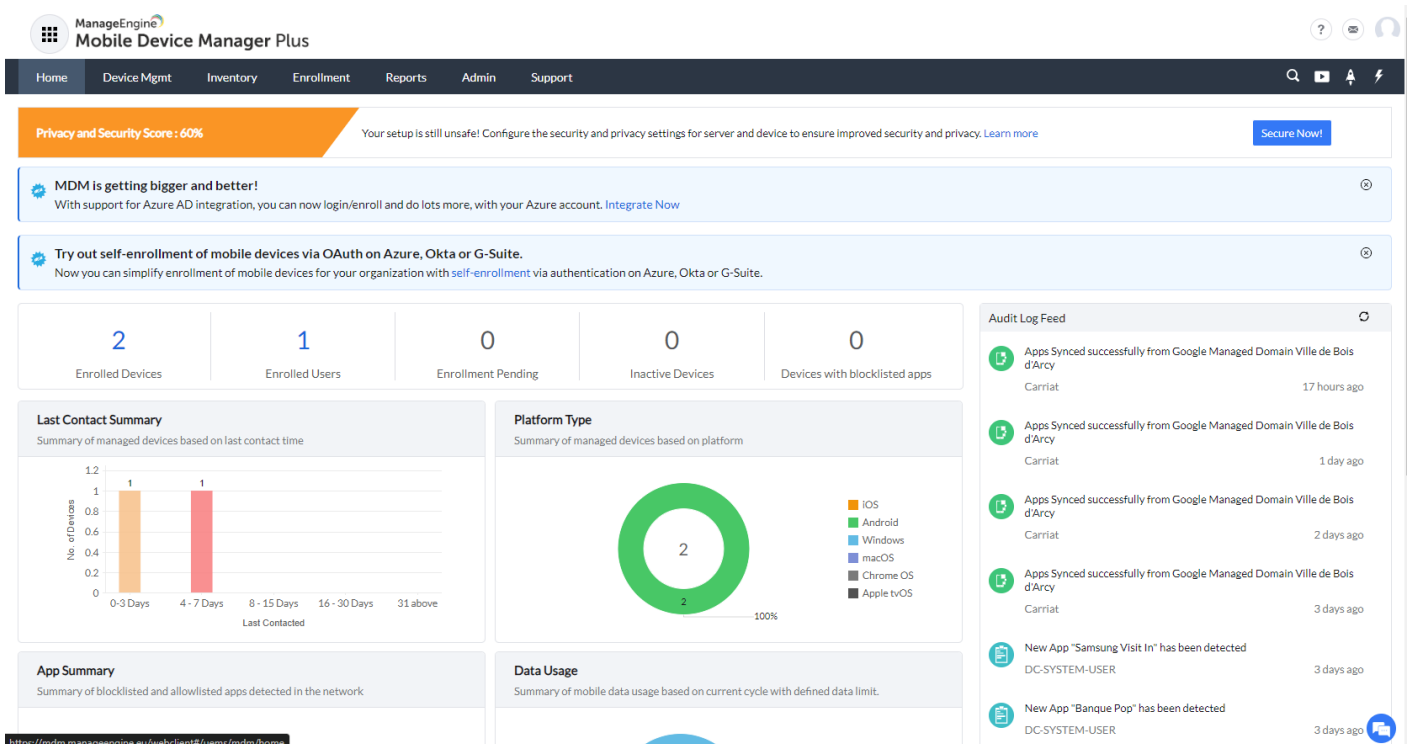 ManageEngine
Mobile Device Manager Plus
?
Home Device Mgmt Inventory Enrollment Reports Admin Support
Privacy and Security Score : 60%
Your setup is still unsafe! Configure the security and privacy settings for server and device to ensure improved security and privacy. Learn more
Secure Now!
MDM is getting bigger and better!
With support for Azure AD integration, you can now login/enroll and do lots more, with your Azure account. Integrate Now
Try out self-enrollment of mobile devices via OAuth on Azure, Okta or G-Suite.
Now you can simplify enrollment of mobile devices for your organization with self-enrollment via authentication on Azure, Okta or G-Suite.
2
Enrolled Devices
1
Enrolled Users
0
Enrollment Pending
0
Inactive Devices
0
Devices with blocklisted apps
Last Contact Summary
Summary of managed devices based on last contact time
No. of Devices
1.2
1
0.8
0.6
0.4
0.2
0
1
1
0-3 Days 4 - 7 Days 8 - 15 Days 16 - 30 Days 31 above
Last Contacted
Platform Type
Summary of managed devices based on platform
2
2
100%
iOS
Android
Windows
macOS
Chrome OS
Apple tvOS
App Summary
Summary of blocklisted and allowlisted apps detected in the network
Data Usage
Summary of mobile data usage based on current cycle with defined data limit.
Audit Log Feed
Apps Synced successfully from Google Managed Domain Ville de Bois
d'Arcy
Carriat 17 hours ago
Apps Synced successfully from Google Managed Domain Ville de Bois
d'Arcy
Carriat 1 day ago
Apps Synced successfully from Google Managed Domain Ville de Bois
d'Arcy
Carriat 2 days ago
Apps Synced successfully from Google Managed Domain Ville de Bois
d'Arcy
Carriat 3 days ago
New App "Samsung Visit In" has been detected
DC-SYSTEM-USER 3 days ago
New App "Banque Pop" has been detected
DC-SYSTEM-USER 3 days ago
https://mdm.manageengine.eu/webclient#/uems/mdm/home